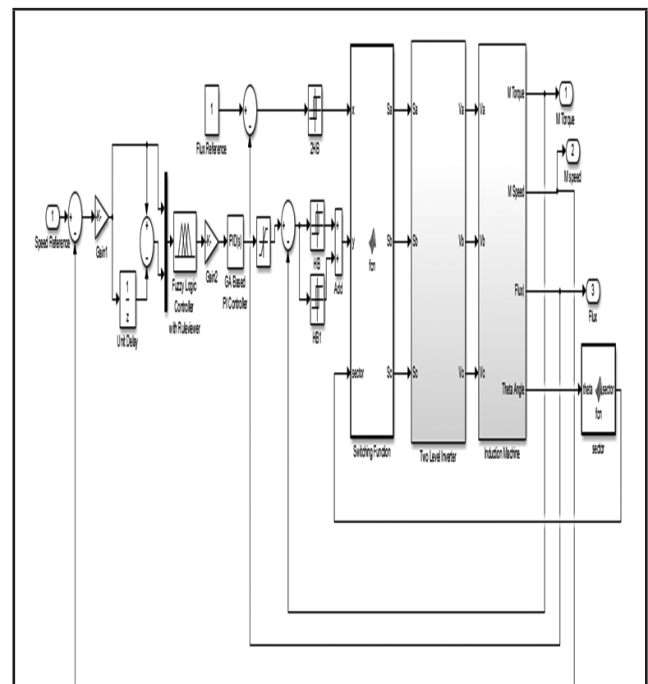 1
Flux Reference
+
-
2HB
1
Speed Reference
+
-
Gain1
+
-
1
z
Unit Delay
Fuzzy Logic
Controller
with Ruleviewer
Gain2
PID(s)
GA Based
PI Controller
+
-
HB
HB1
+
+
Add
x
y
sector
fcn
Sa
Sb
Sc
Switching Function
Sa
Sb
Sc
Va
Vb
Vc
Two Level Inverter
Va
Vb
Vc
M Torque
M Speed
Flux
Theta Angle
Induction Machine
1
M Torque
2
M speed
3
Flux
theta
sector
fcn
sector